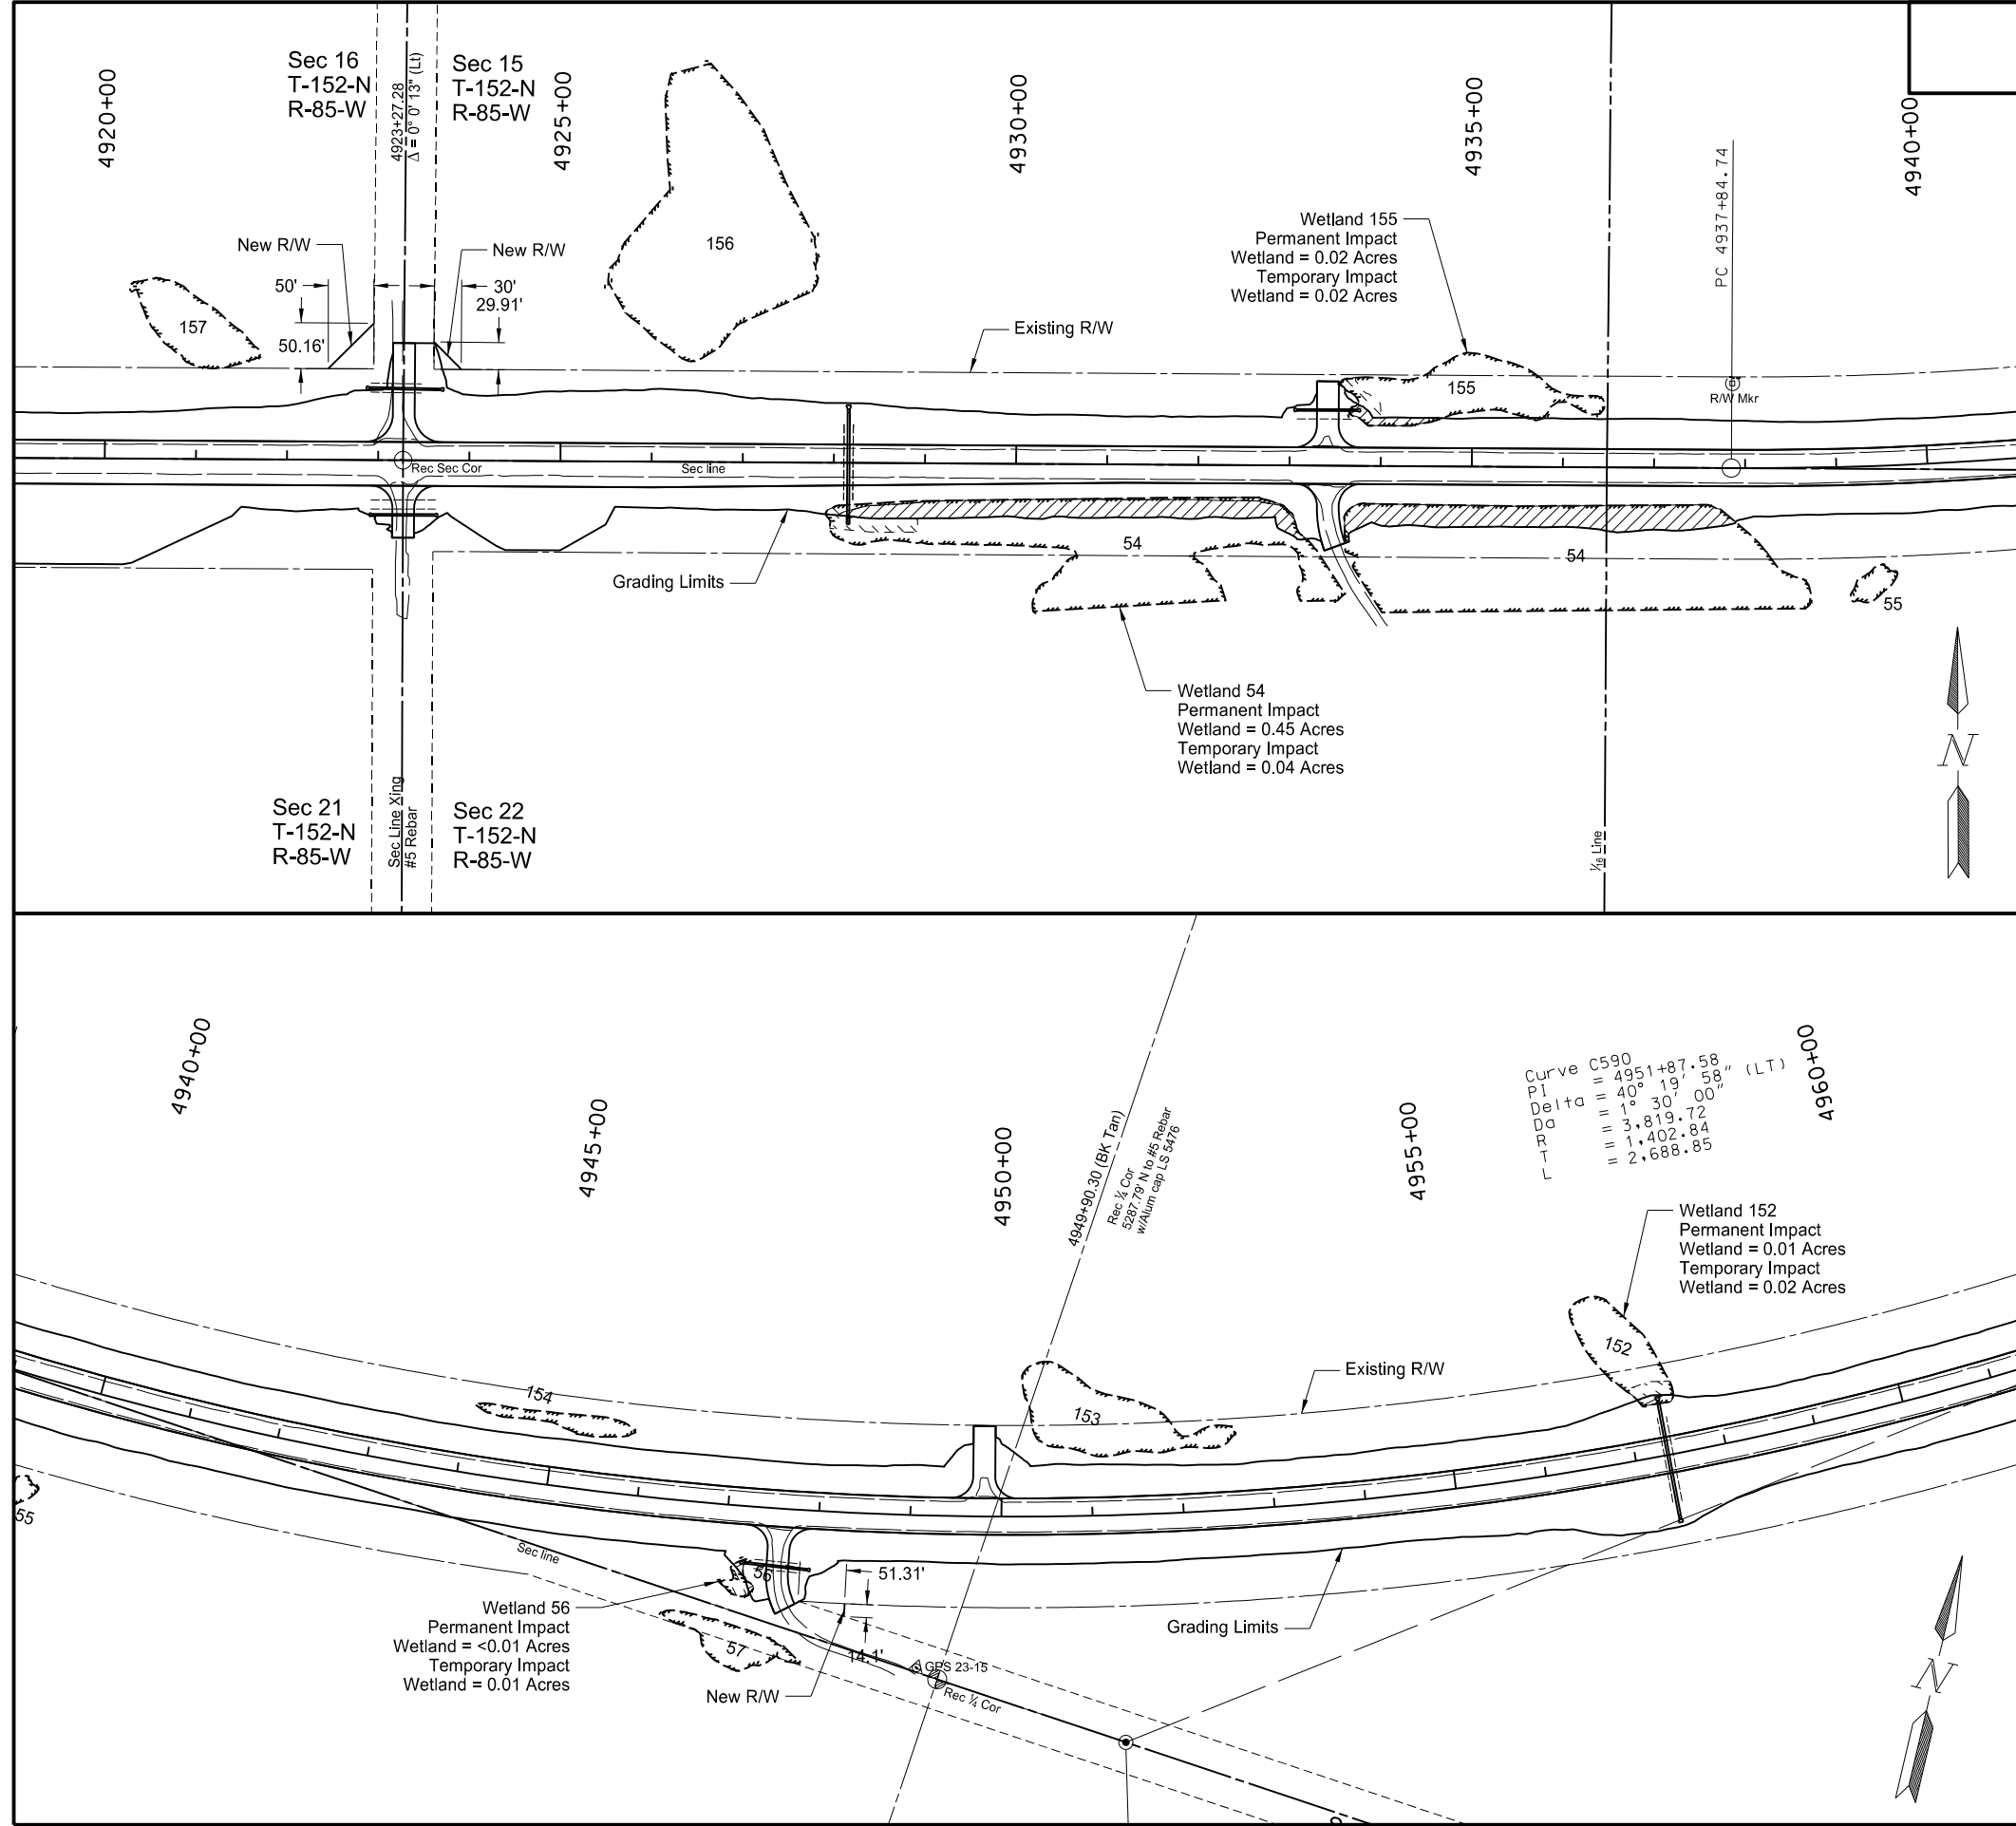 4920+00
Sec 16
T-152-N
R-85-W
4923+27.28
Δ = 0° 0' 13" (Lt)
Sec 15
T-152-N
R-85-W
4925+00
4930+00
4935+00
4940+00
PC 4937+84.74
New R/W
New R/W
50'
30'
29.91'
50.16'
157
156
Wetland 155
Permanent Impact
Wetland = 0.02 Acres
Temporary Impact
Wetland = 0.02 Acres
Existing R/W
155
R/W Mkr
Rec Sec Cor
Sec line
54
54
55
Grading Limits
Wetland 54
Permanent Impact
Wetland = 0.45 Acres
Temporary Impact
Wetland = 0.04 Acres
N
Sec 21
T-152-N
R-85-W
Sec Line Xing
#5 Rebar
Sec 22
T-152-N
R-85-W
1/16 Line
4940+00
4945+00
4950+00
4949+90.30 (BK Tan)
Rec ¼ Cor
5287.79' N to #5 Rebar
w/Alum cap LS 5476
4955+00
4960+00
Curve C590
PI = 4951+87.58
Delta = 40° 19' 58" (LT)
Da = 1° 30' 00"
R = 3,819.72
T = 1,402.84
L = 2,688.85
Wetland 152
Permanent Impact
Wetland = 0.01 Acres
Temporary Impact
Wetland = 0.02 Acres
152
Existing R/W
154
153
55
Sec line
56
51.31'
Wetland 56
Permanent Impact
Wetland = <0.01 Acres
Temporary Impact
Wetland = 0.01 Acres
57
14.1'
GPS 23-15
Rec ¼ Cor
New R/W
Grading Limits
N